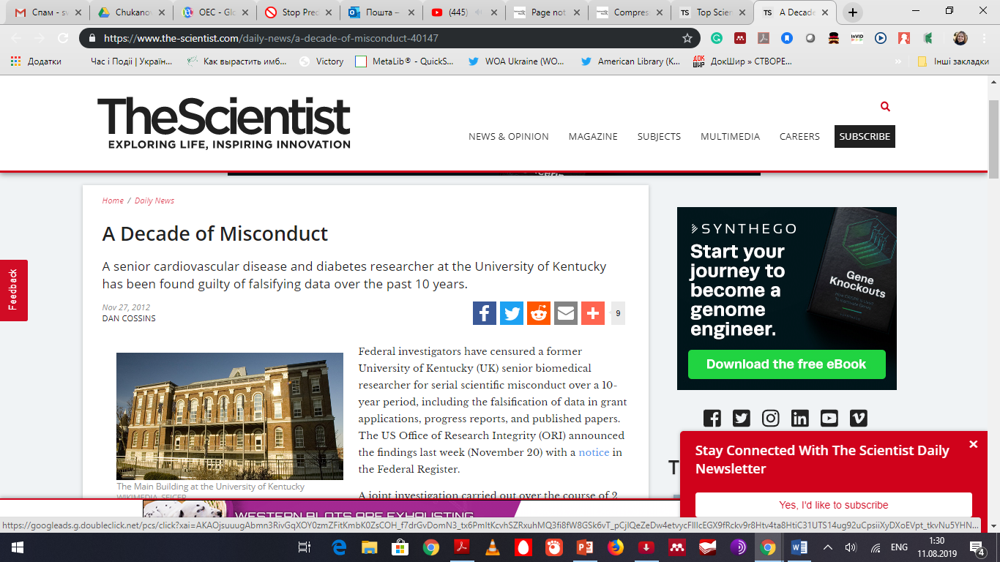 Спам – sv
Chukanov
OEC - Glo
Stop Pred
Пошта –
(445)
Page not
Compres
Top Scien
A Decade
https://www.the-scientist.com/daily-news/a-decade-of-misconduct-40147
Додатки
Час і Події | Україн...
Как вырастить имб...
Victory
MetaLib® - QuickS...
WOA Ukraine (WO...
American Library (K...
ДокШир » СТВОРЕ...
Інші закладки
TheScientist
EXPLORING LIFE, INSPIRING INNOVATION
NEWS & OPINION
MAGAZINE
SUBJECTS
MULTIMEDIA
CAREERS
SUBSCRIBE
Home / Daily News
A Decade of Misconduct
A senior cardiovascular disease and diabetes researcher at the University of Kentucky
has been found guilty of falsifying data over the past 10 years.
Nov 27, 2012
DAN COSSINS
9
Federal investigators have censured a former
University of Kentucky (UK) senior biomedical
researcher for serial scientific misconduct over a 10-
year period, including the falsification of data in grant
applications, progress reports, and published papers.
The US Office of Research Integrity (ORI) announced
the findings last week (November 20) with a notice in
the Federal Register.
A joint investigation carried out over the course of 2
The Main Building at the University of Kentucky
WIKIMEDIA, SEICER
Feedback
SYNTHEGO
Start your
journey to
become a
genome
engineer.
Gene
Knockouts
Download the free eBook
T
Stay Connected With The Scientist Daily
Newsletter
Yes, I'd like to subscribe
WESTERN BLOTS ARE EXHAUSTING
ENG
1:30
11.08.2019
4